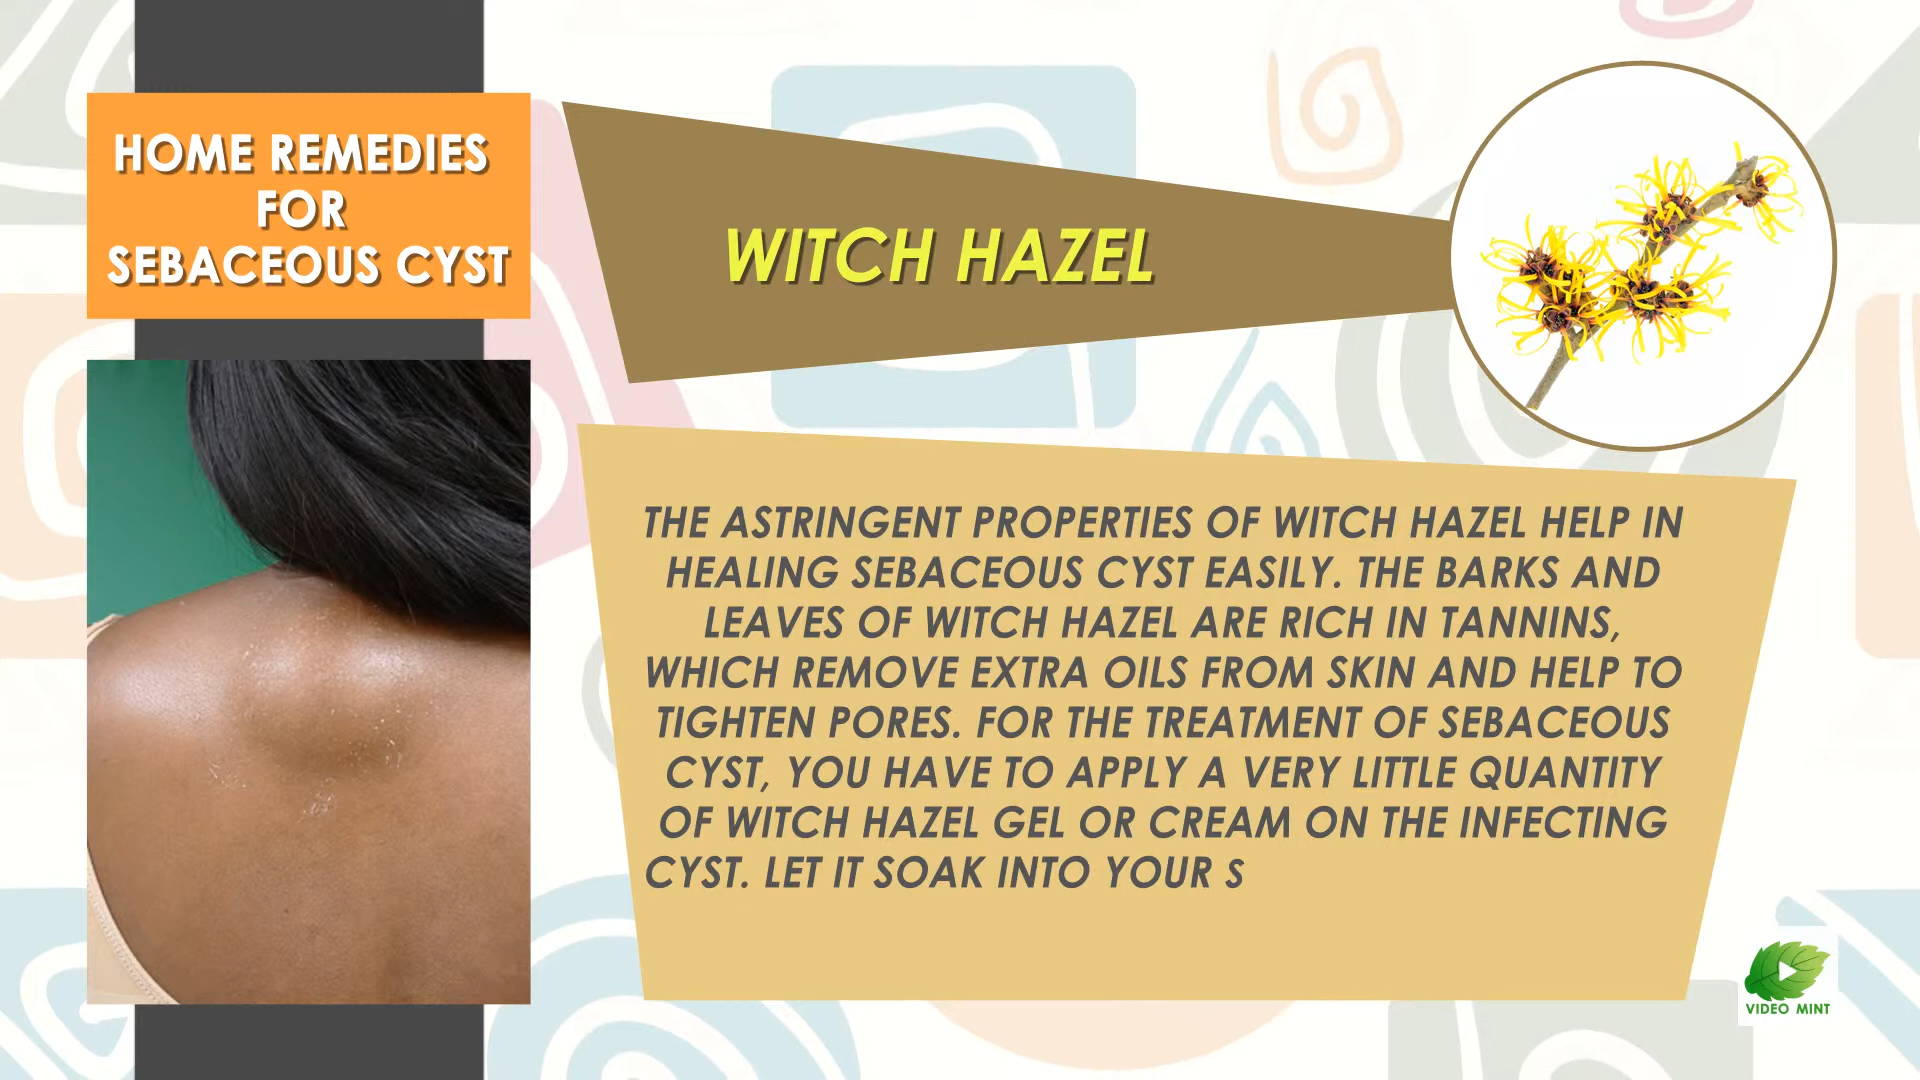 HOME REMEDIES
FOR
SEBACEOUS CYST
WITCH HAZEL
THE ASTRINGENT PROPERTIES OF WITCH HAZEL HELP IN
HEALING SEBACEOUS CYST EASILY. THE BARKS AND
LEAVES OF WITCH HAZEL ARE RICH IN TANNINS,
WHICH REMOVE EXTRA OILS FROM SKIN AND HELP TO
TIGHTEN PORES. FOR THE TREATMENT OF SEBACEOUS
CYST, YOU HAVE TO APPLY A VERY LITTLE QUANTITY
OF WITCH HAZEL GEL OR CREAM ON THE INFECTING
CYST. LET IT SOAK INTO YOUR S
VIDEO MINT